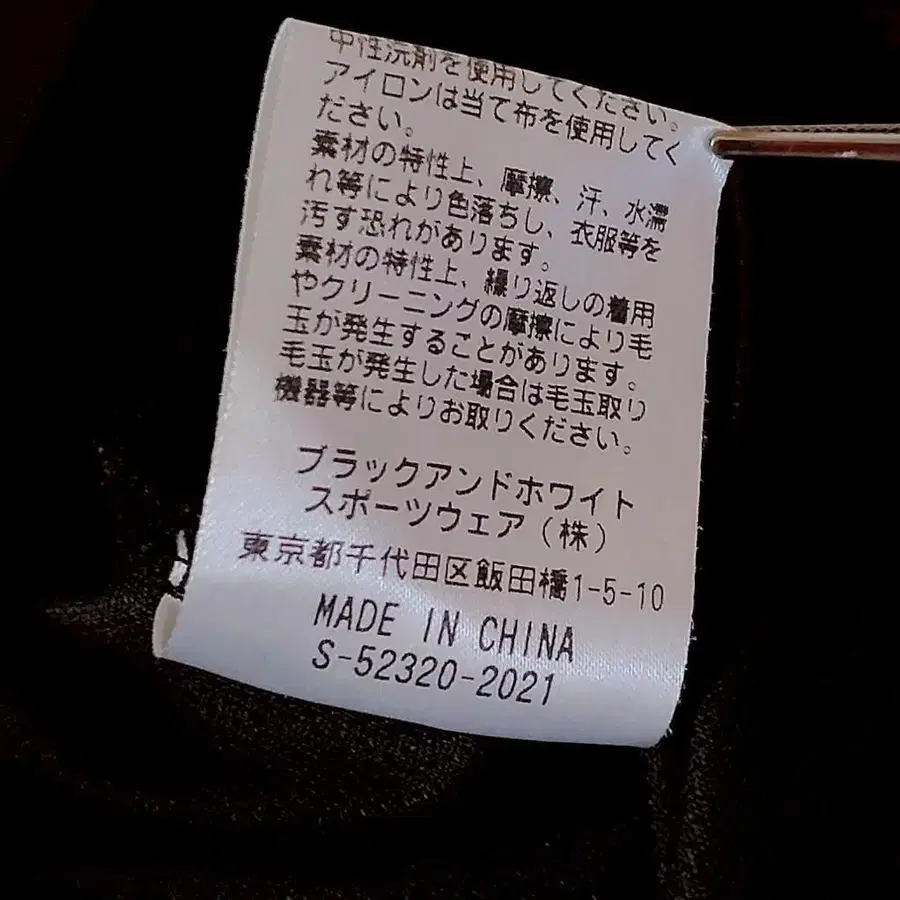 中性洗剤を使用してください。
アイロンは当て布を使用してく
ださい。
素材の特性上、摩擦、汗、水濡
れ等により色落ちし、衣服等を
汚す恐れがあります。
素材の特性上、繰り返しの着用
やクリーニングの摩擦により毛
玉が発生することがあります。
毛玉が発生した場合は毛玉取り
機器等によりお取りください。
ブラックアンドホワイト
スポーツウェア(株)
東京都千代田区飯田橋1-5-10
MADE IN CHINA
S-52320-2021